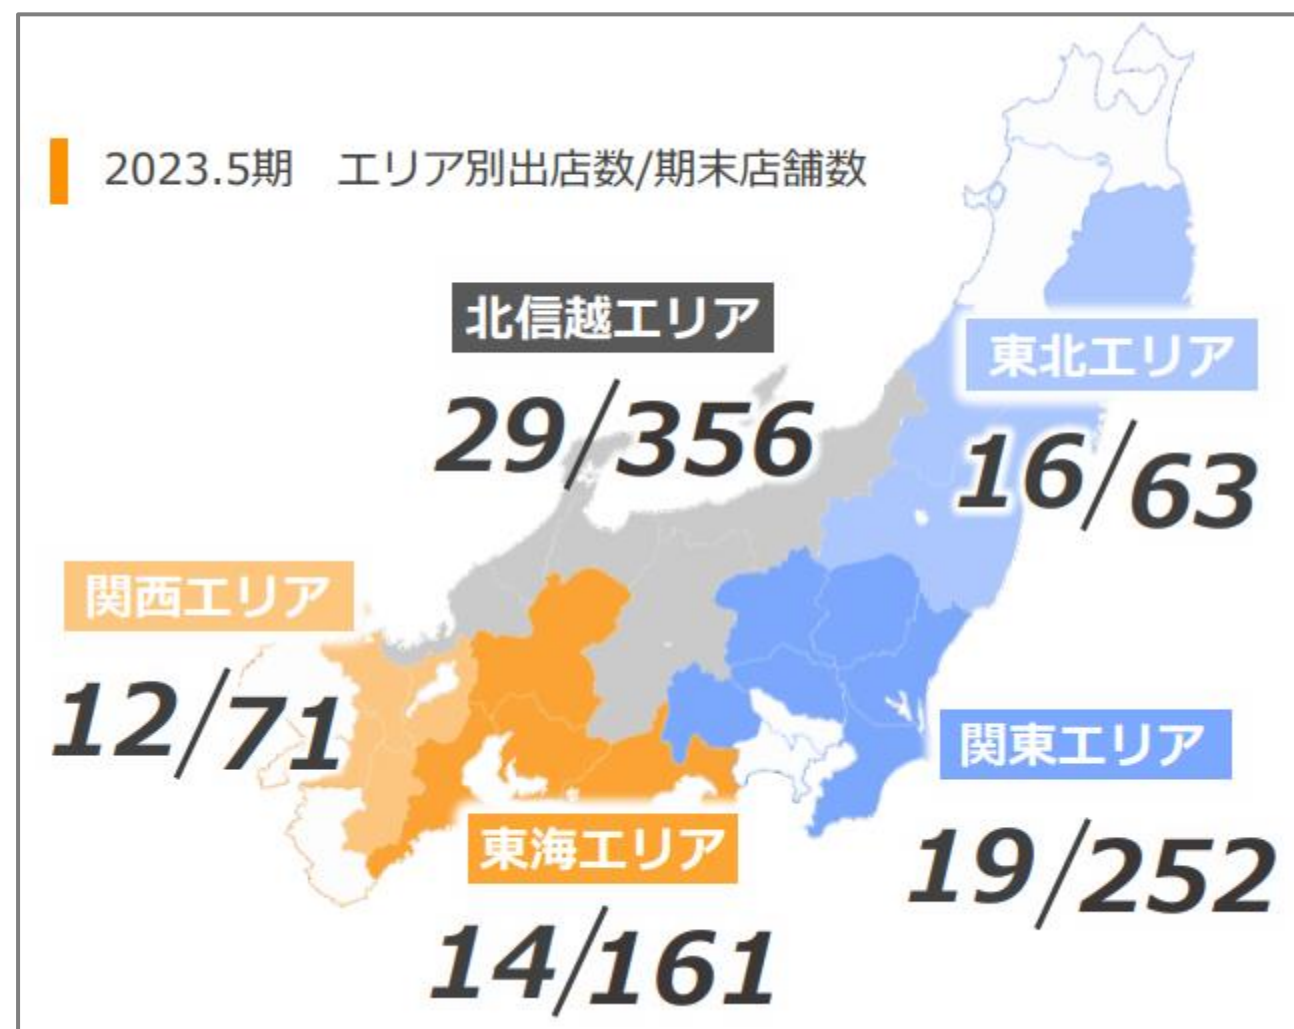 2023.5期　エリア別出店数/期末店舗数
北信越エリア
29/356
東北エリア
16/63
関西エリア
12/71
関東エリア
19/252
東海エリア
14/161